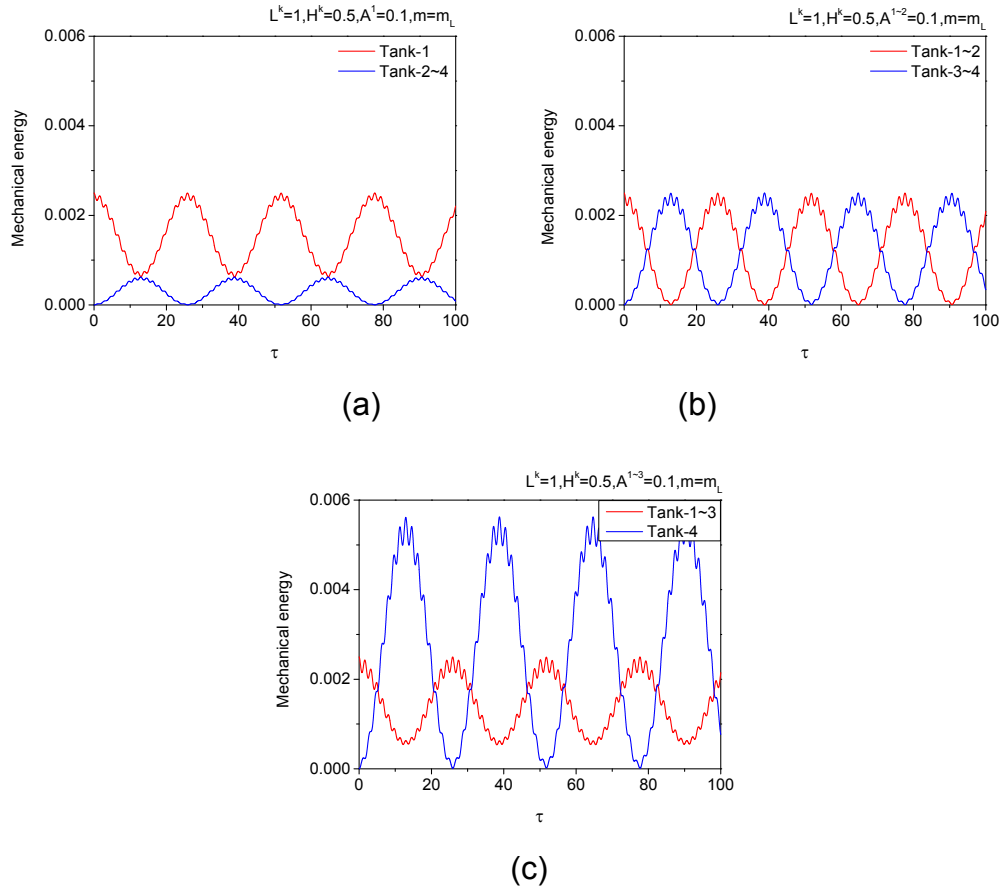 L^k=1,H^k=0.5,A^1=0.1,m=m_L
0.006
0.004
0.002
0.000
Mechanical energy
Tank-1
Tank-2~4
0 20 40 60 80 100
τ
(a)
L^k=1,H^k=0.5,A^1~2=0.1,m=m_L
0.006
0.004
0.002
0.000
Mechanical energy
Tank-1~2
Tank-3~4
0 20 40 60 80 100
τ
(b)
L^k=1,H^k=0.5,A^1~3=0.1,m=m_L
0.006
0.004
0.002
0.000
Mechanical energy
Tank-1~3
Tank-4
0 20 40 60 80 100
τ
(c)